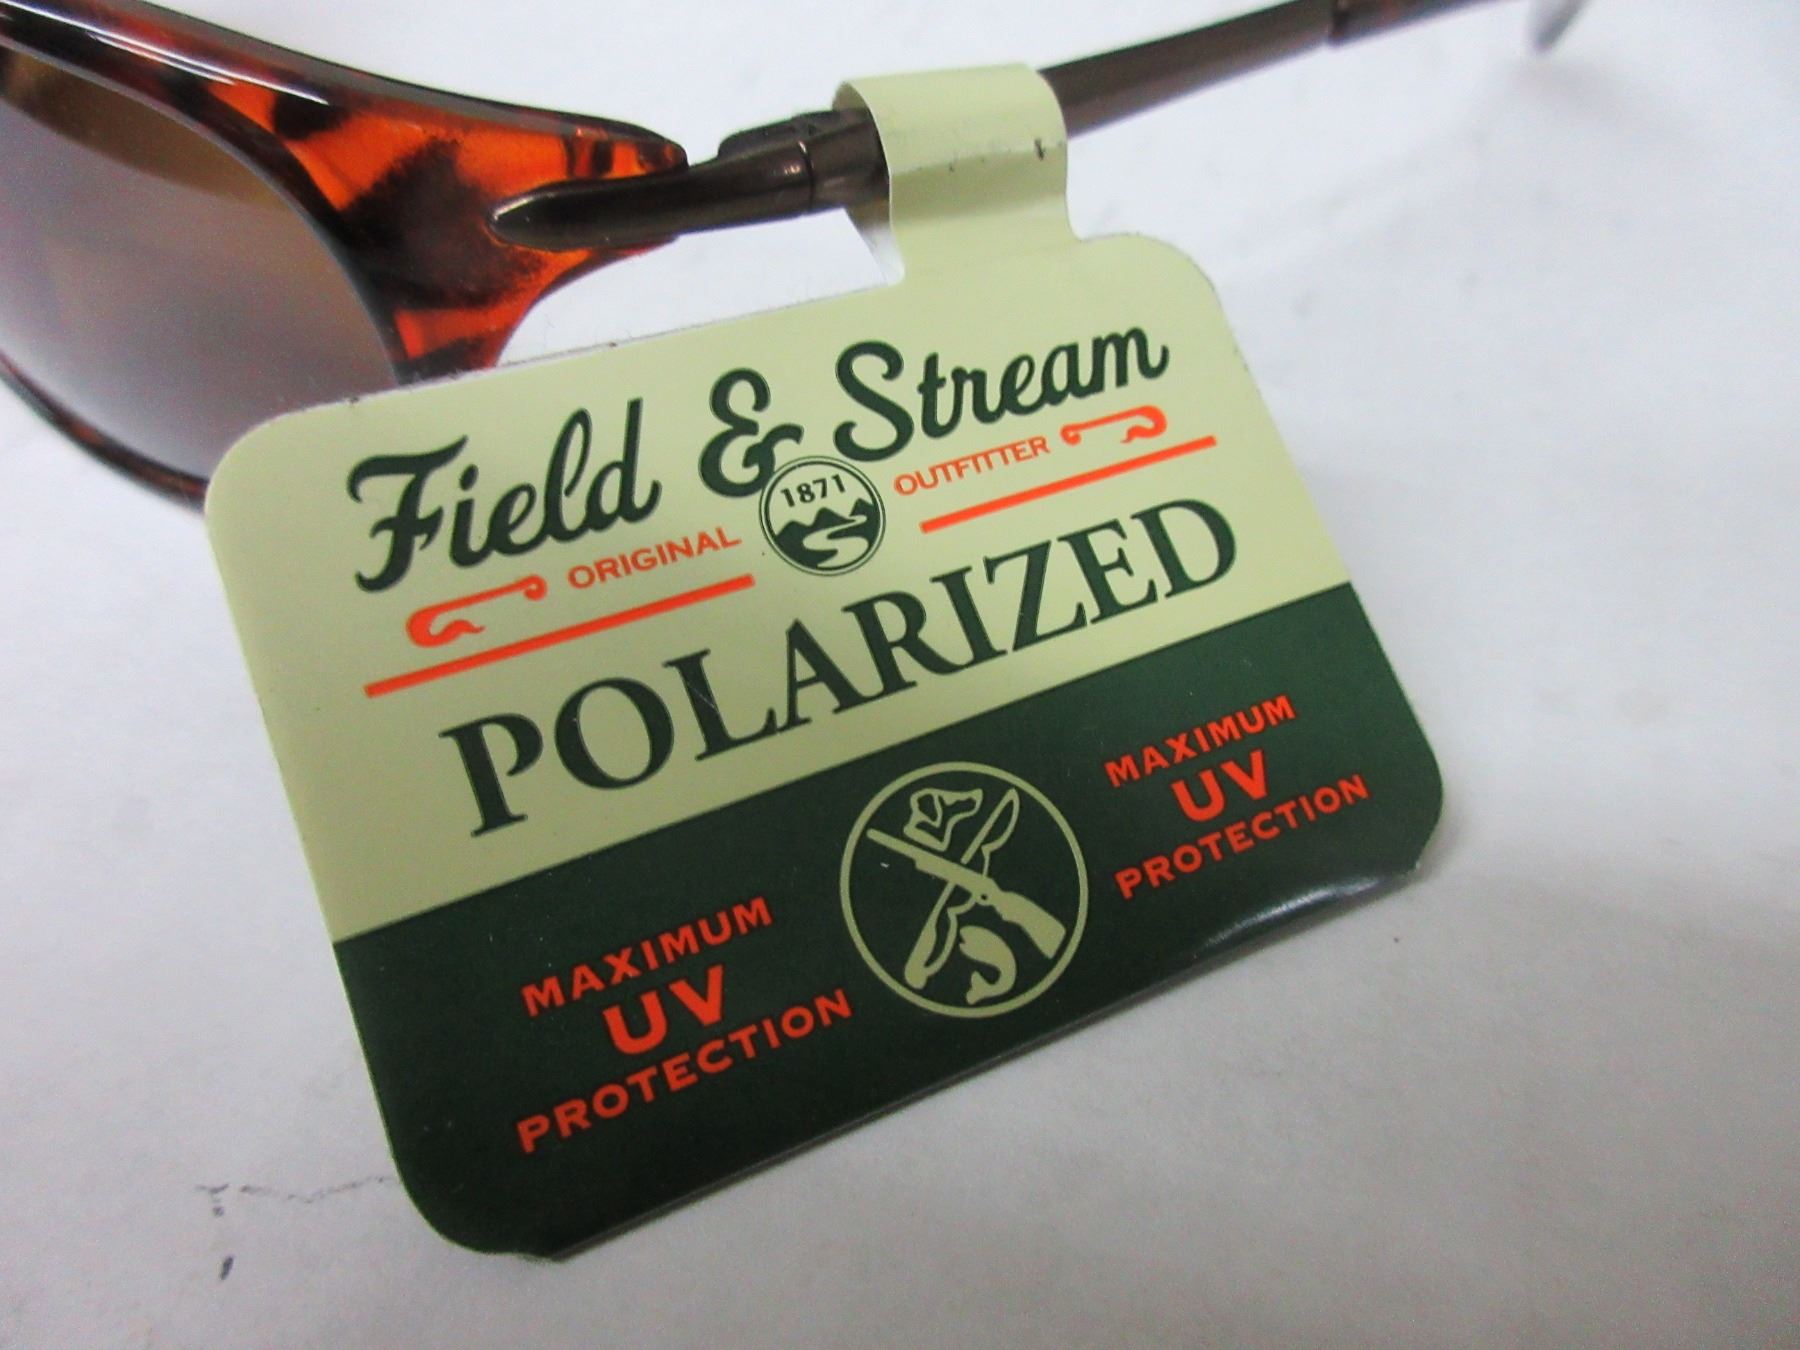 Field & Stream
ORIGINAL 1871 OUTFITTER
POLARIZED
MAXIMUM
UV
PROTECTION
MAXIMUM
UV
PROTECTION